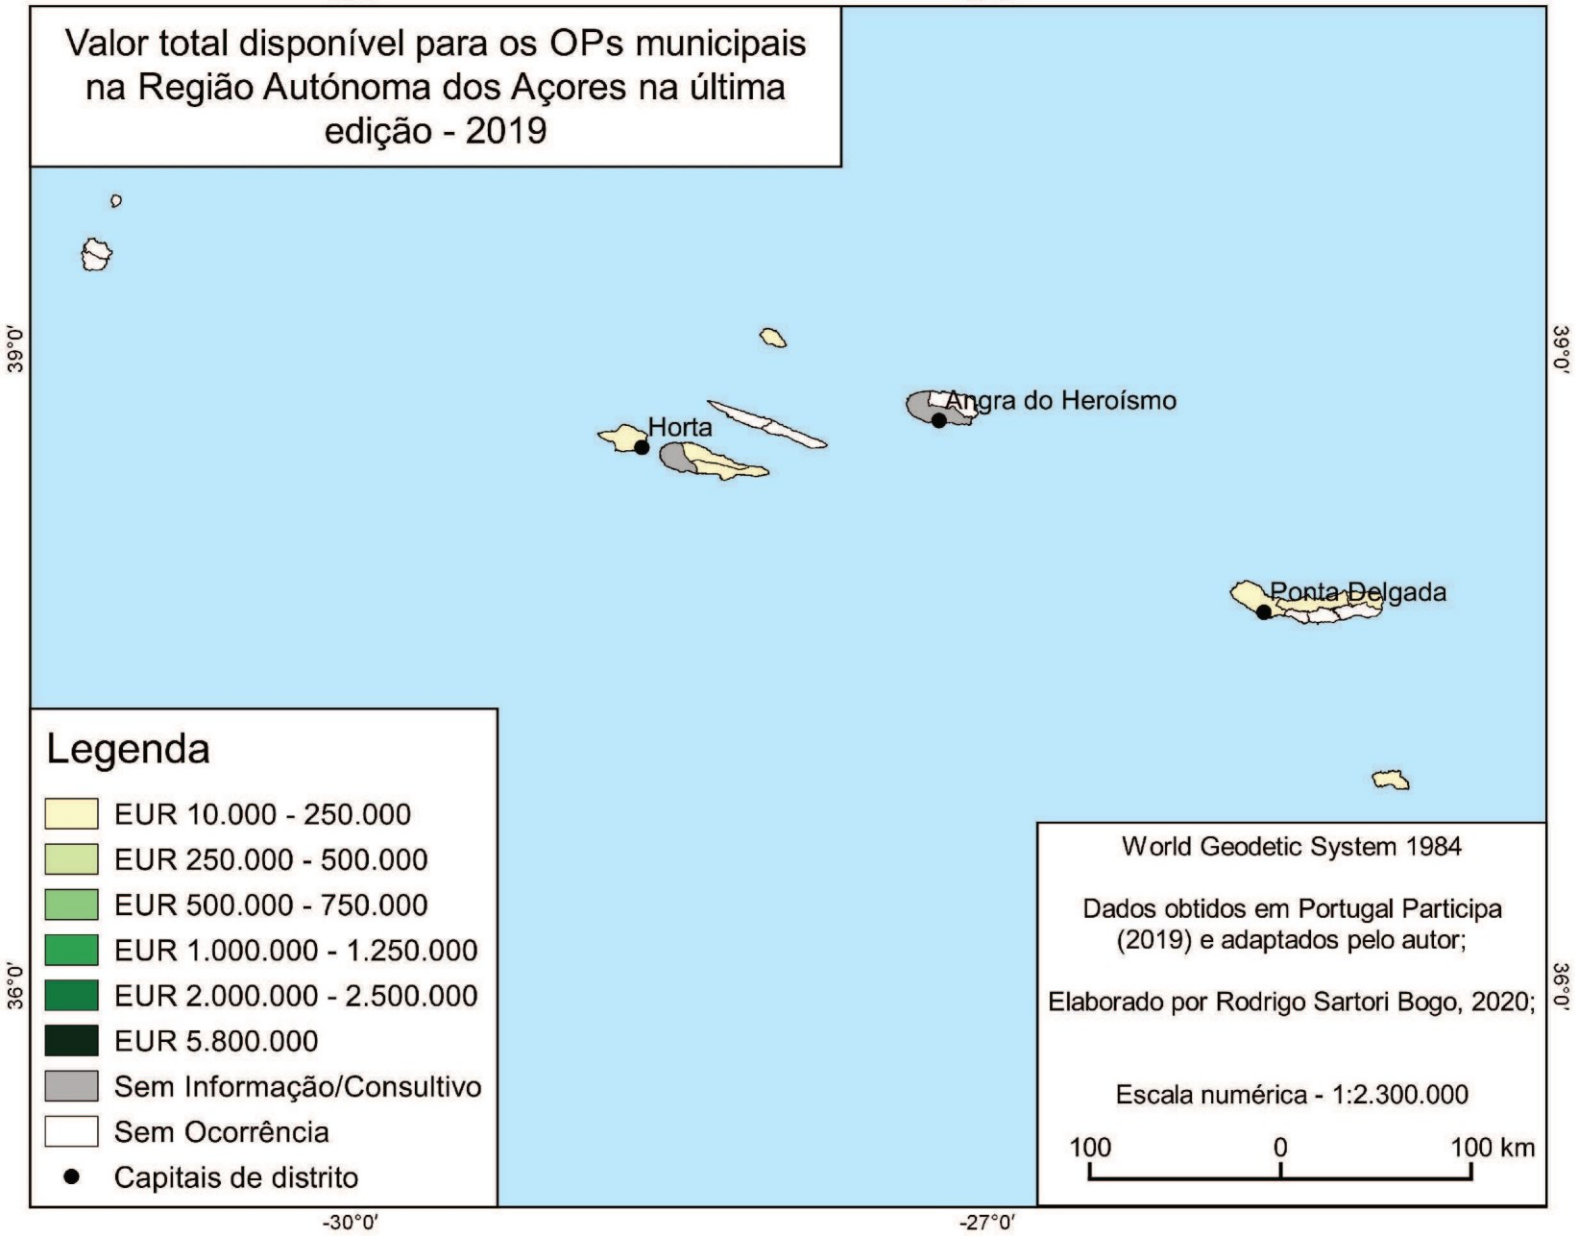 Valor total disponível para os OPs municipais
na Região Autónoma dos Açores na última
edição - 2019
39°0'
39°0'
Angra do Heroísmo
Horta
Ponta Delgada
Legenda
EUR 10.000 - 250.000
EUR 250.000 - 500.000
EUR 500.000 - 750.000
EUR 1.000.000 - 1.250.000
EUR 2.000.000 - 2.500.000
EUR 5.800.000
Sem Informação/Consultivo
Sem Ocorrência
Capitais de distrito
World Geodetic System 1984
Dados obtidos em Portugal Participa
(2019) e adaptados pelo autor;
Elaborado por Rodrigo Sartori Bogo, 2020;
Escala numérica - 1:2.300.000
100 0 100 km
36°0'
36°0'
-30°0'
-27°0'